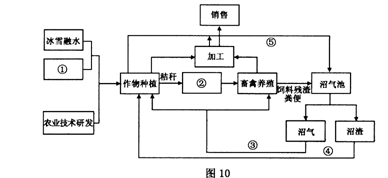 销售
冰雪融水
加工
⑤
①
秸秆
作物种植
②
畜禽养殖
沼气池
饲料残渣
粪便
农业技术研发
③
沼气
沼渣
④
图10